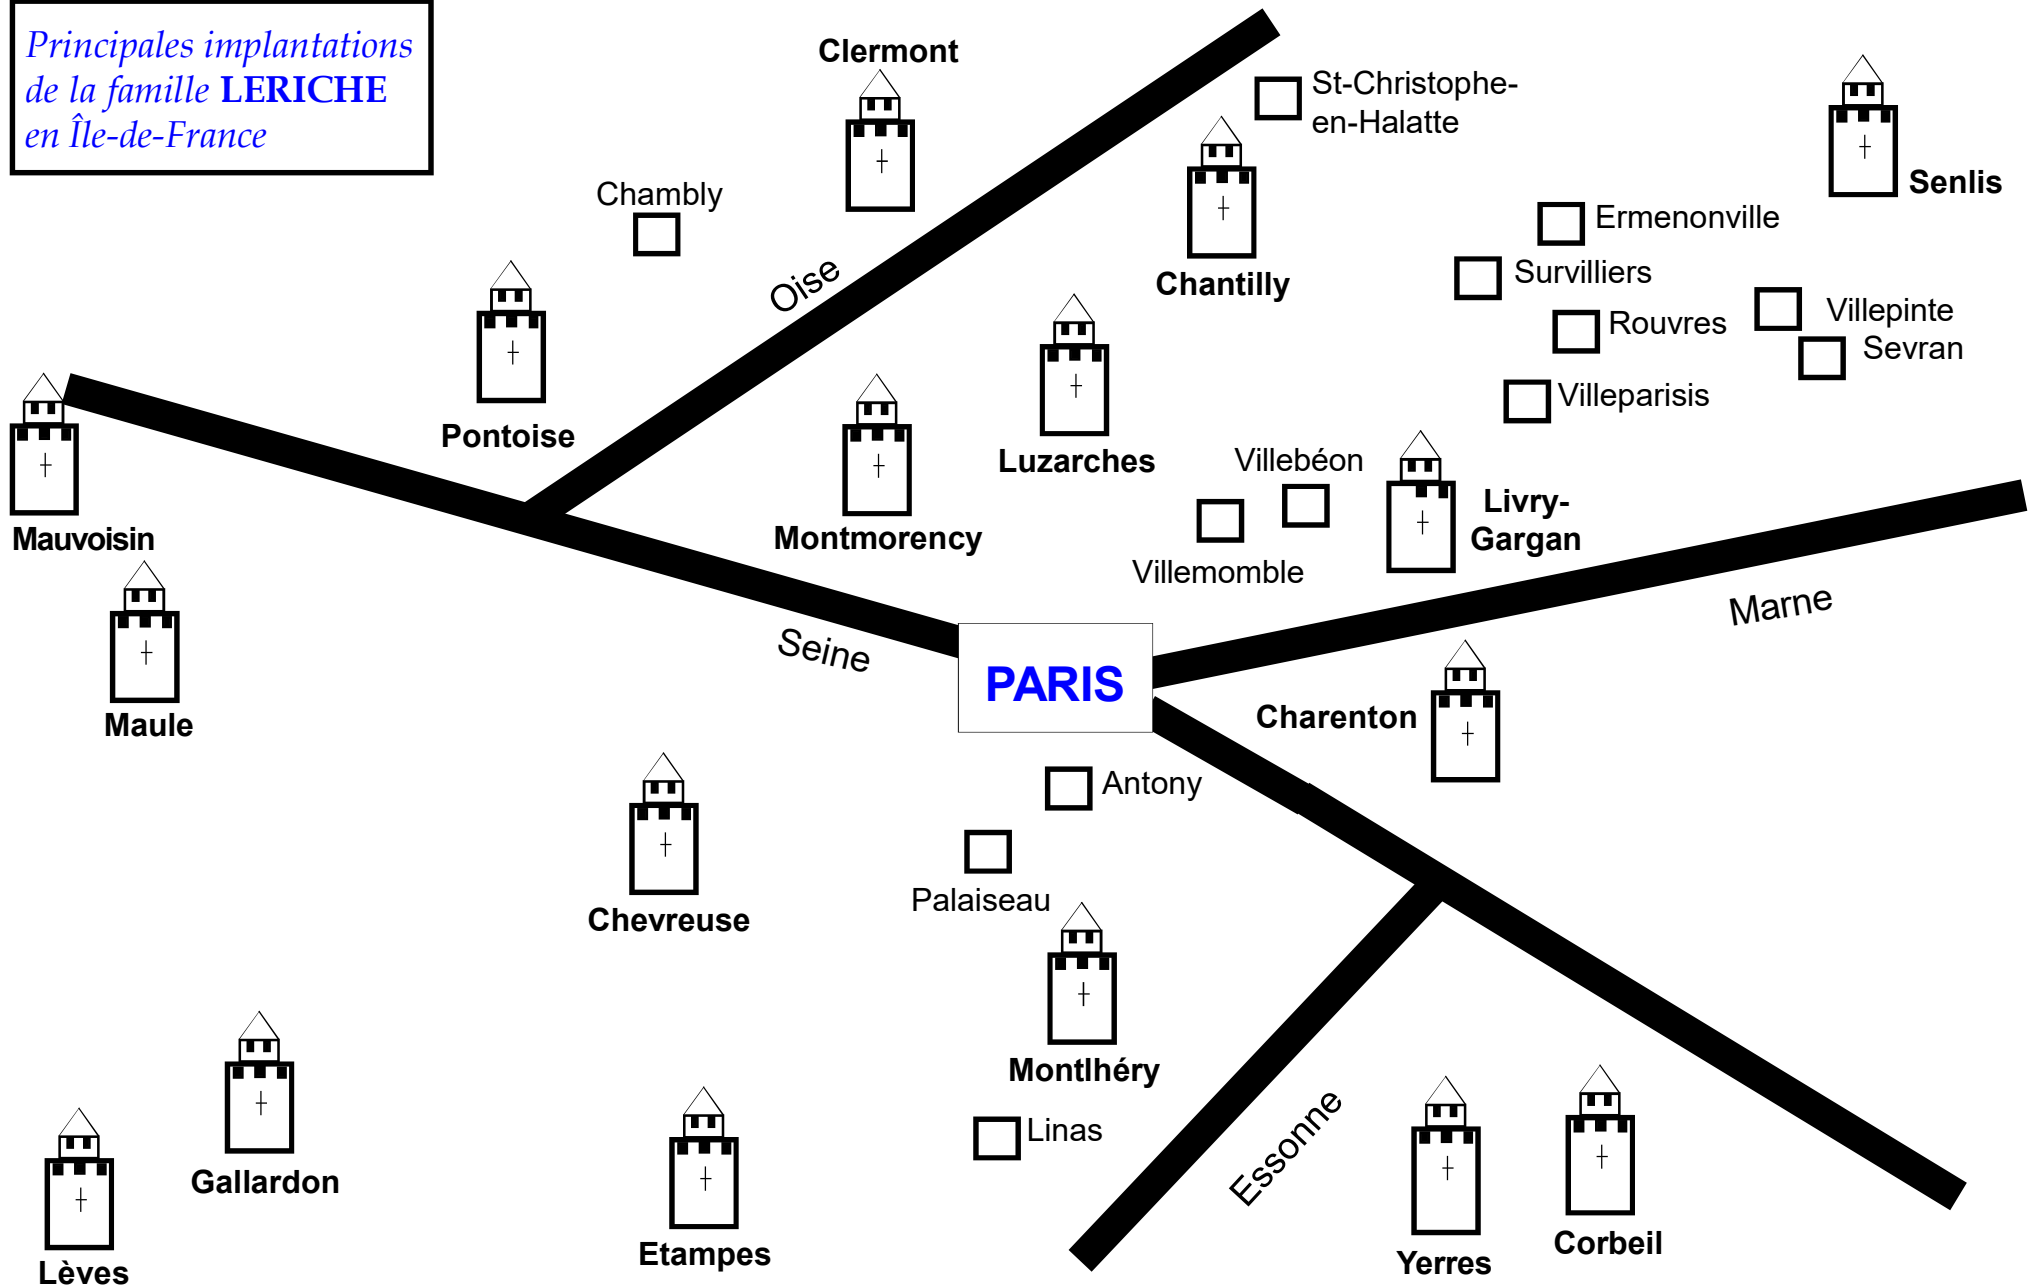 Principales implantations
de la famille LERICHE
en Île-de-France
Clermont
St-Christophe-
en-Halatte
Senlis
Chambly
Ermenonville
Oise
Chantilly
Survilliers
Villepinte
Rouvres
Sevran
Villeparisis
Pontoise
Luzarches
Villebéon
Livry-
Gargan
Mauvoisin
Montmorency
Villemomble
Marne
Seine
PARIS
Maule
Charenton
Antony
Chevreuse
Palaiseau
Montlhéry
Linas
Essonne
Gallardon
Lèves
Etampes
Yerres
Corbeil